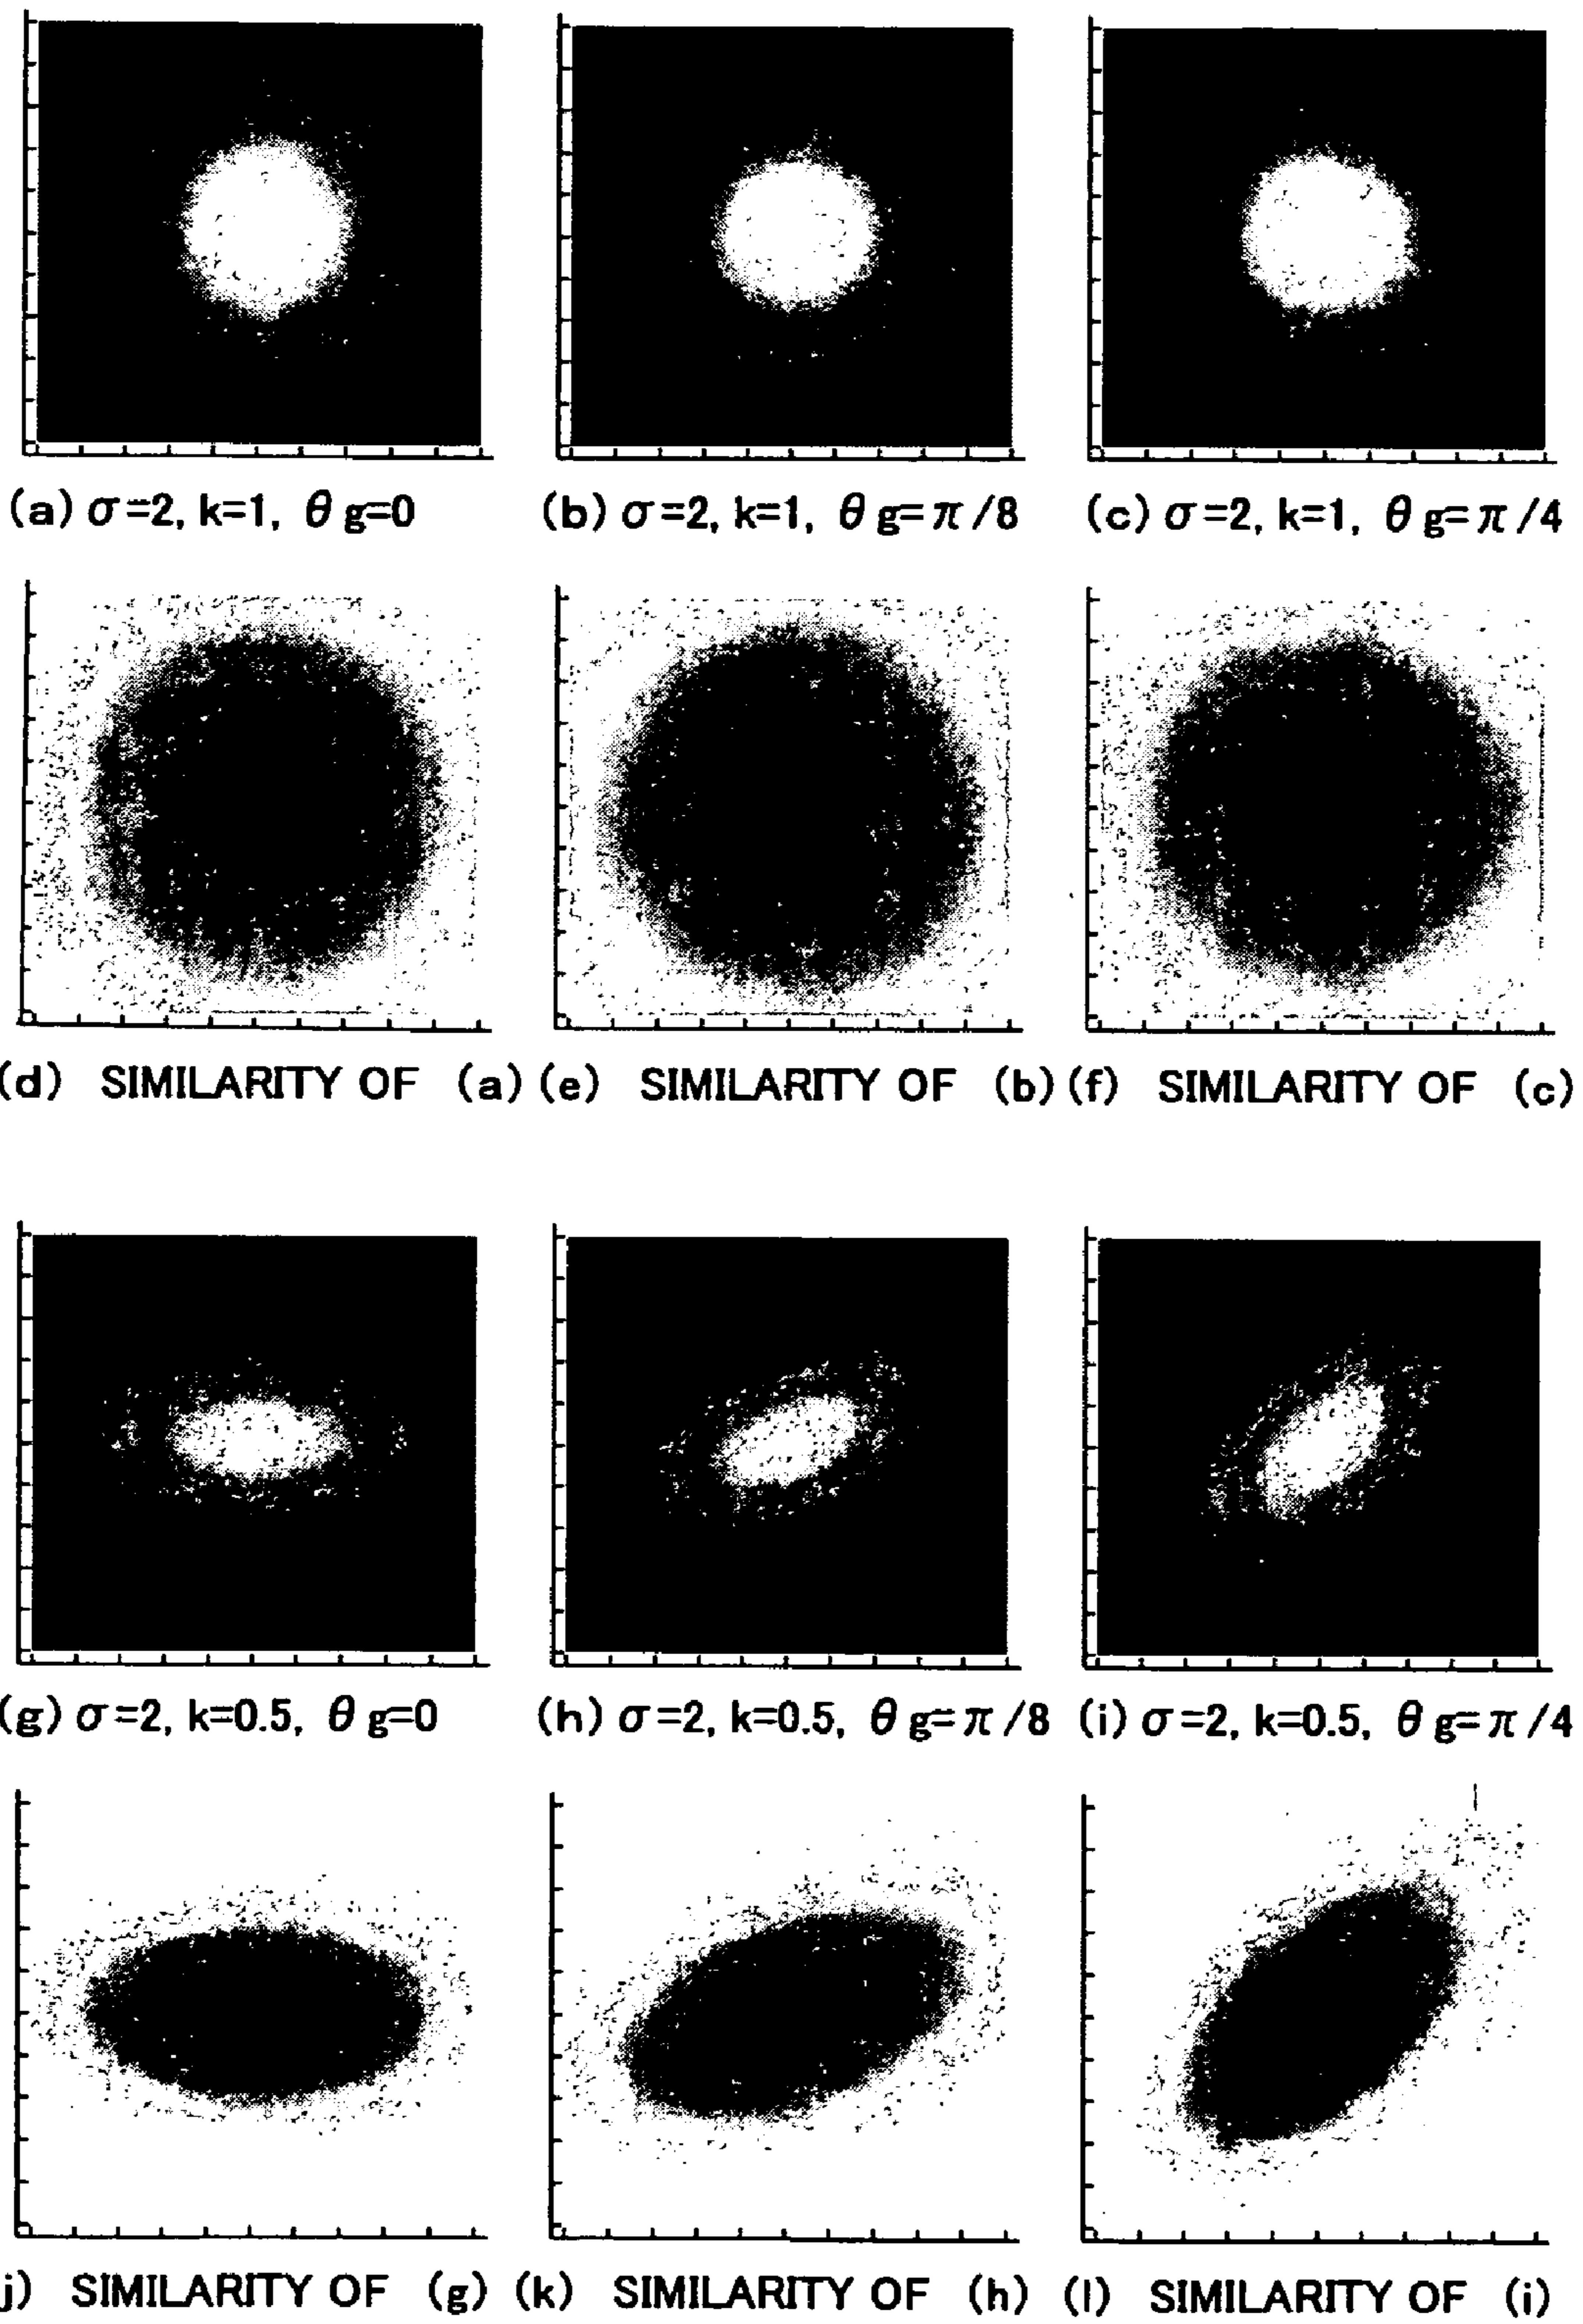 (a) σ=2, k=1, θg=0 (b) σ=2, k=1, θg=π/8 (c) σ=2, k=1, θg=π/4
(d) SIMILARITY OF (a) (e) SIMILARITY OF (b) (f) SIMILARITY OF (c)
(g) σ=2, k=0.5, θg=0 (h) σ=2, k=0.5, θg=π/8 (i) σ=2, k=0.5, θg=π/4
j) SIMILARITY OF (g) (k) SIMILARITY OF (h) (l) SIMILARITY OF (i)